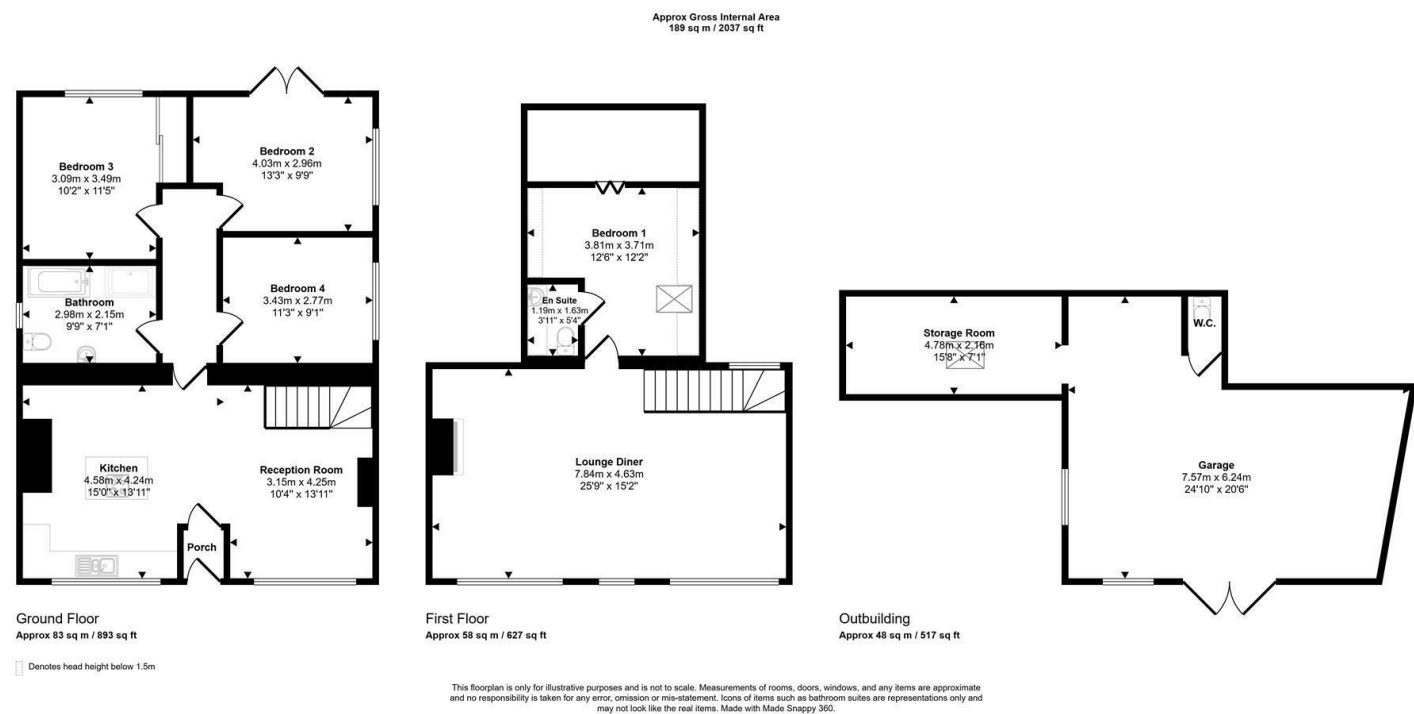 Approx Gross Internal Area
189 sq m / 2037 sq ft
Bedroom 3
3.09m x 3.49m
10'2" x 11'5"
Bedroom 2
4.03m x 2.96m
13'3" x 9'9"
Bathroom
2.98m x 2.15m
9'9" x 7'1"
Bedroom 4
3.43m x 2.77m
11'3" x 9'1"
Kitchen
4.58m x 4.24m
15'0" x 13'11"
Reception Room
3.15m x 4.25m
10'4" x 13'11"
Porch
Ground Floor
Approx 83 sq m / 893 sq ft
Denotes head height below 1.5m
Bedroom 1
3.81m x 3.71m
12'6" x 12'2"
En Suite
1.19m x 1.63m
3'11" x 5'4"
Lounge Diner
7.84m x 4.63m
25'9" x 15'2"
First Floor
Approx 58 sq m / 627 sq ft
Storage Room
4.78m x 2.16m
15'8" x 7'1"
W.C.
Garage
7.57m x 6.24m
24'10" x 20'6"
Outbuilding
Approx 48 sq m / 517 sq ft
This floorplan is only for illustrative purposes and is not to scale. Measurements of rooms, doors, windows, and any items are approximate
and no responsibility is taken for any error, omission or mis-statement. Icons of items such as bathroom suites are representations only and
may not look like the real items. Made with Made Snappy 360.